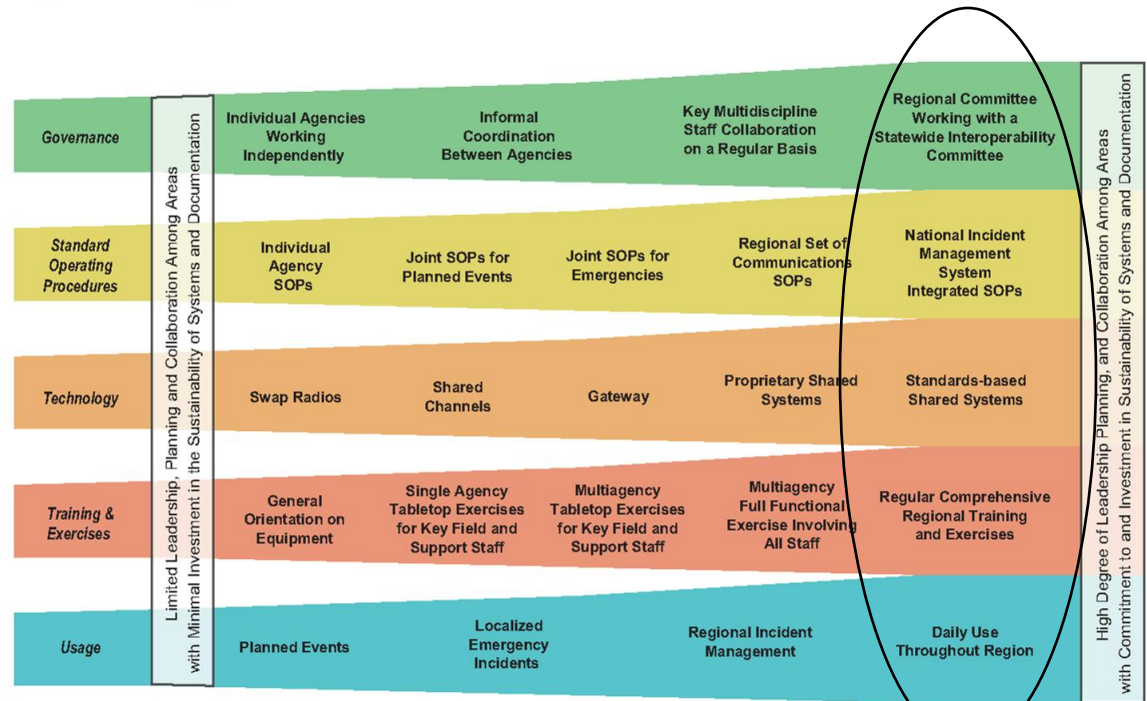 Governance
Limited Leadership, Planning and Collaboration Among Areas
with Minimal Investment in the Sustainability of Systems and Documentation
Individual Agencies
Working
Independently
Informal
Coordination
Between Agencies
Key Multidiscipline
Staff Collaboration
on a Regular Basis
Regional Committee
Working with a
Statewide Interoperability
Committee
High Degree of Leadership Planning, and Collaboration Among Areas
with Commitment to and Investment in Sustainability of Systems and Documentation
Standard
Operating
Procedures
Individual
Agency
SOPs
Joint SOPs for
Planned Events
Joint SOPs for
Emergencies
Regional Set of
Communications
SOPs
National Incident
Management
System
Integrated SOPs
Technology
Swap Radios
Shared
Channels
Gateway
Proprietary Shared
Systems
Standards-based
Shared Systems
Training &
Exercises
General
Orientation on
Equipment
Single Agency
Tabletop Exercises
for Key Field and
Support Staff
Multiagency
Tabletop Exercises
for Key Field and
Support Staff
Multiagency
Full Functional
Exercise Involving
All Staff
Regular Comprehensive
Regional Training
and Exercises
Usage
Planned Events
Localized
Emergency
Incidents
Regional Incident
Management
Daily Use
Throughout Region